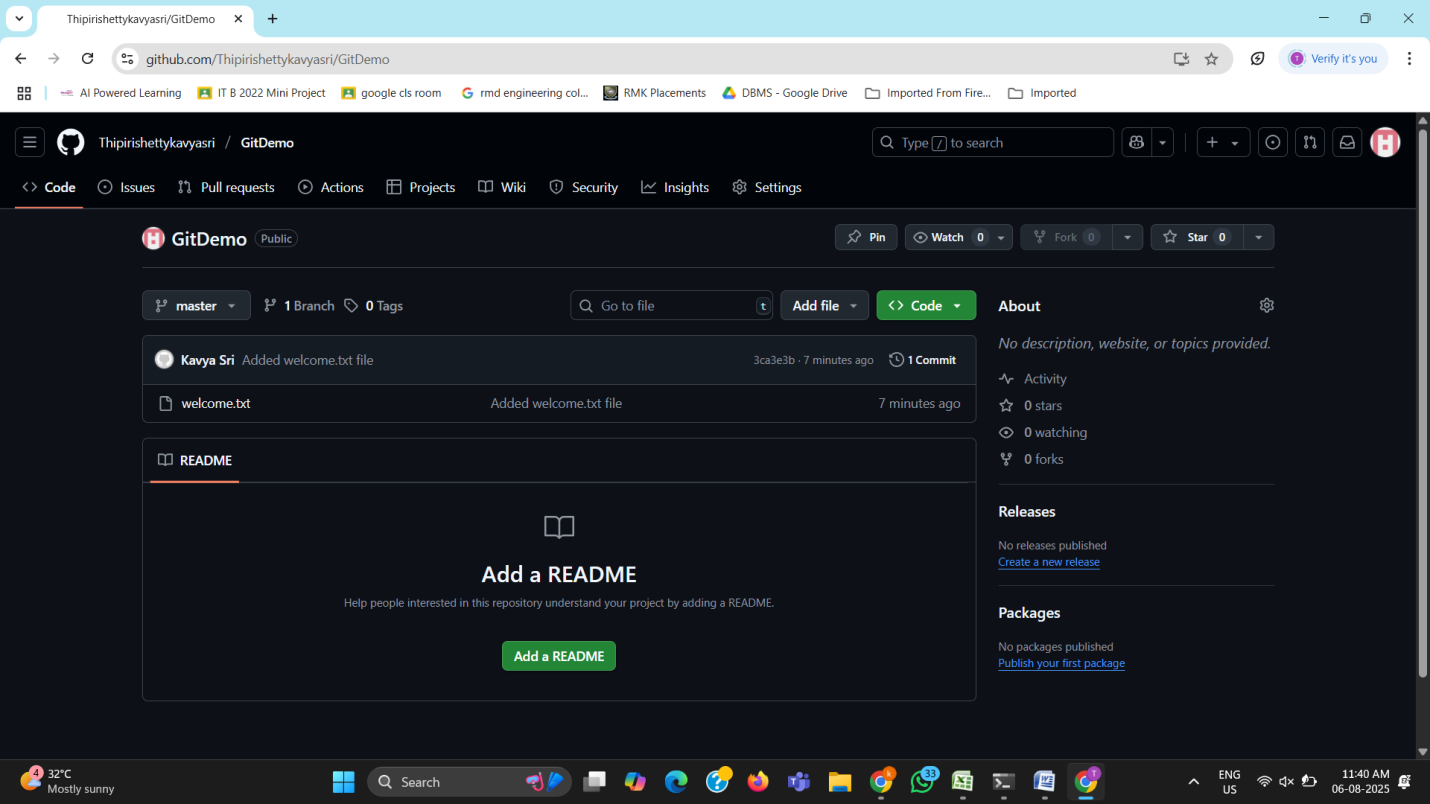 Thipirishettykavyasri/GitDemo
github.com/Thipirishettykavyasri/GitDemo
Verify it's you
AI Powered Learning
IT B 2022 Mini Project
google cls room
rmd engineering col...
RMK Placements
DBMS - Google Drive
Imported From Fire...
Imported
Thipirishettykavyasri / GitDemo
Type / to search
Code
Issues
Pull requests
Actions
Projects
Wiki
Security
Insights
Settings
GitDemo Public
Pin
Watch 0
Fork 0
Star 0
master
1 Branch
0 Tags
Go to file t
Add file
Code
Kavya Sri Added welcome.txt file
3ca3e3b · 7 minutes ago
1 Commit
welcome.txt
Added welcome.txt file
7 minutes ago
README
Add a README
Help people interested in this repository understand your project by adding a README.
Add a README
About
No description, website, or topics provided.
Activity
0 stars
0 watching
0 forks
Releases
No releases published
Create a new release
Packages
No packages published
Publish your first package
4
32°C
Mostly sunny
Search
33
ENG
US
11:40 AM
06-08-2025